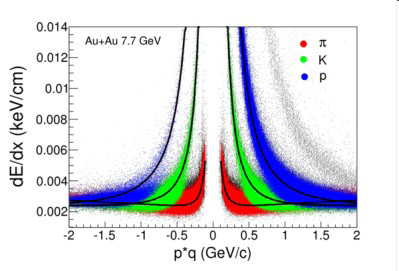 Au+Au 7.7 GeV
π
K
p
dE/dx (keV/cm)
0.014
0.012
0.01
0.008
0.006
0.004
0.002
-2 -1.5 -1 -0.5 0 0.5 1 1.5 2
p*q (GeV/c)